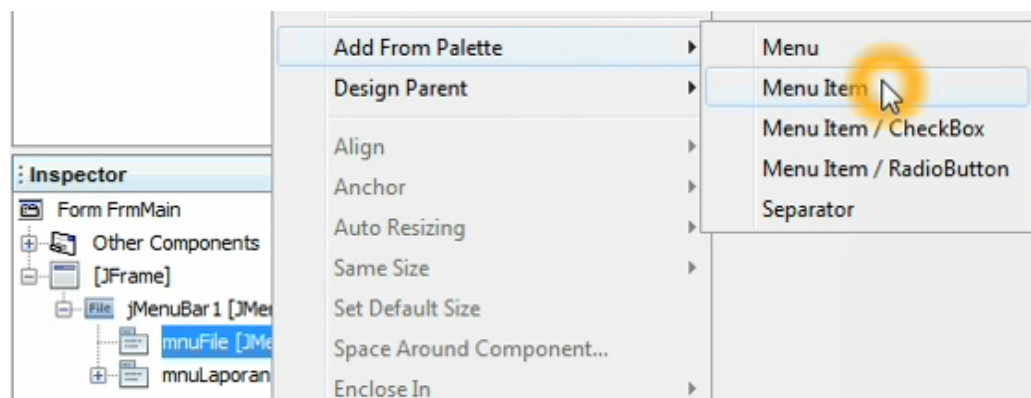 Add From Palette
Design Parent
Align
Anchor
Auto Resizing
Same Size
Set Default Size
Space Around Component...
Enclose In
Menu
Menu Item
Menu Item / CheckBox
Menu Item / RadioButton
Separator
Inspector
Form FrmMain
Other Components
[JFrame]
File jMenuBar1 [JMe
mnuFile [JMe
mnuLaporan